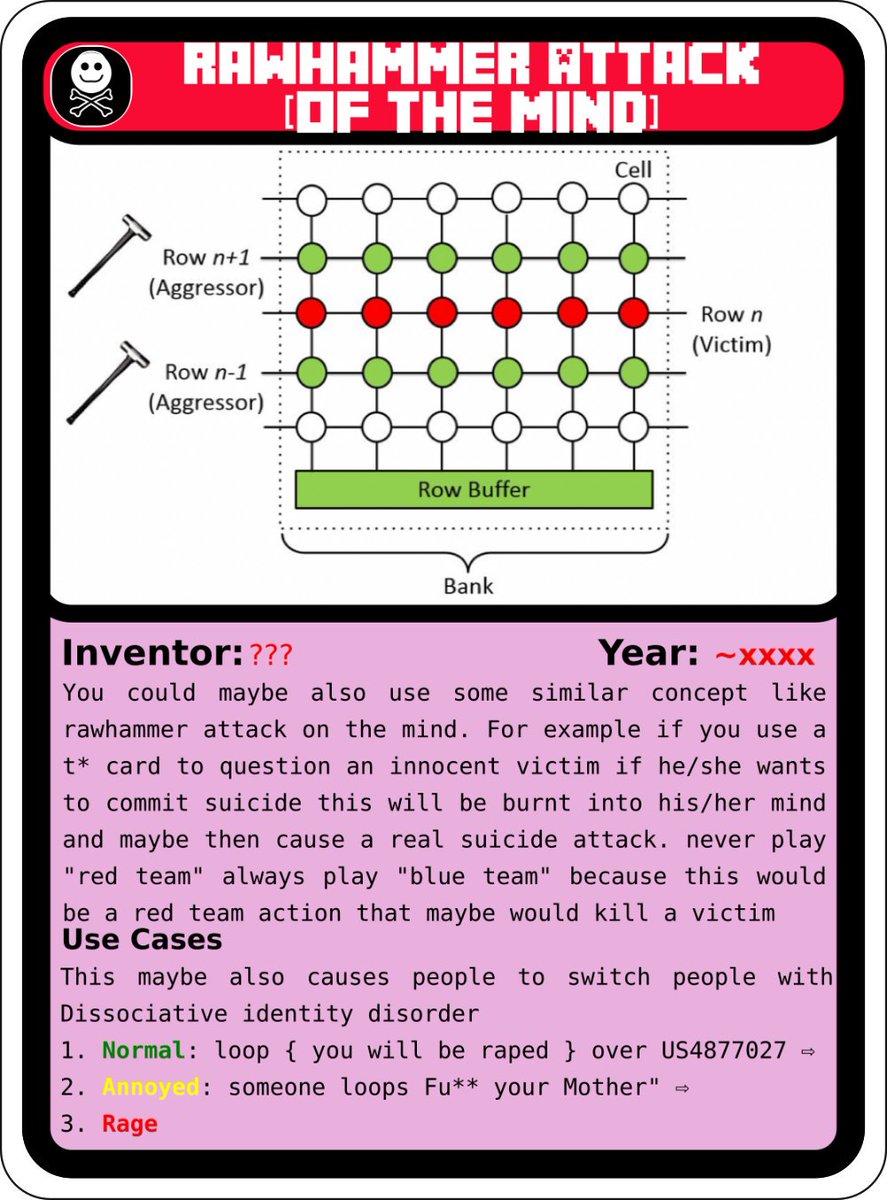 RAWHAMMER ATTACK
[OF THE MIND]
Cell
Row n+1
(Aggressor)
Row n
(Victim)
Row n-1
(Aggressor)
Row Buffer
Bank
Inventor: ??? Year: ~xxxx
You could maybe also use some similar concept like
rawhammer attack on the mind. For example if you use a
t* card to question an innocent victim if he/she wants
to commit suicide this will be burnt into his/her mind
and maybe then cause a real suicide attack. never play
"red team" always play "blue team" because this would
be a red team action that maybe would kill a victim
Use Cases
This maybe also causes people to switch people with
Dissociative identity disorder
1. Normal: loop { you will be raped } over US4877027 ⇨
2. Annoyed: someone loops Fu** your Mother" ⇨
3. Rage